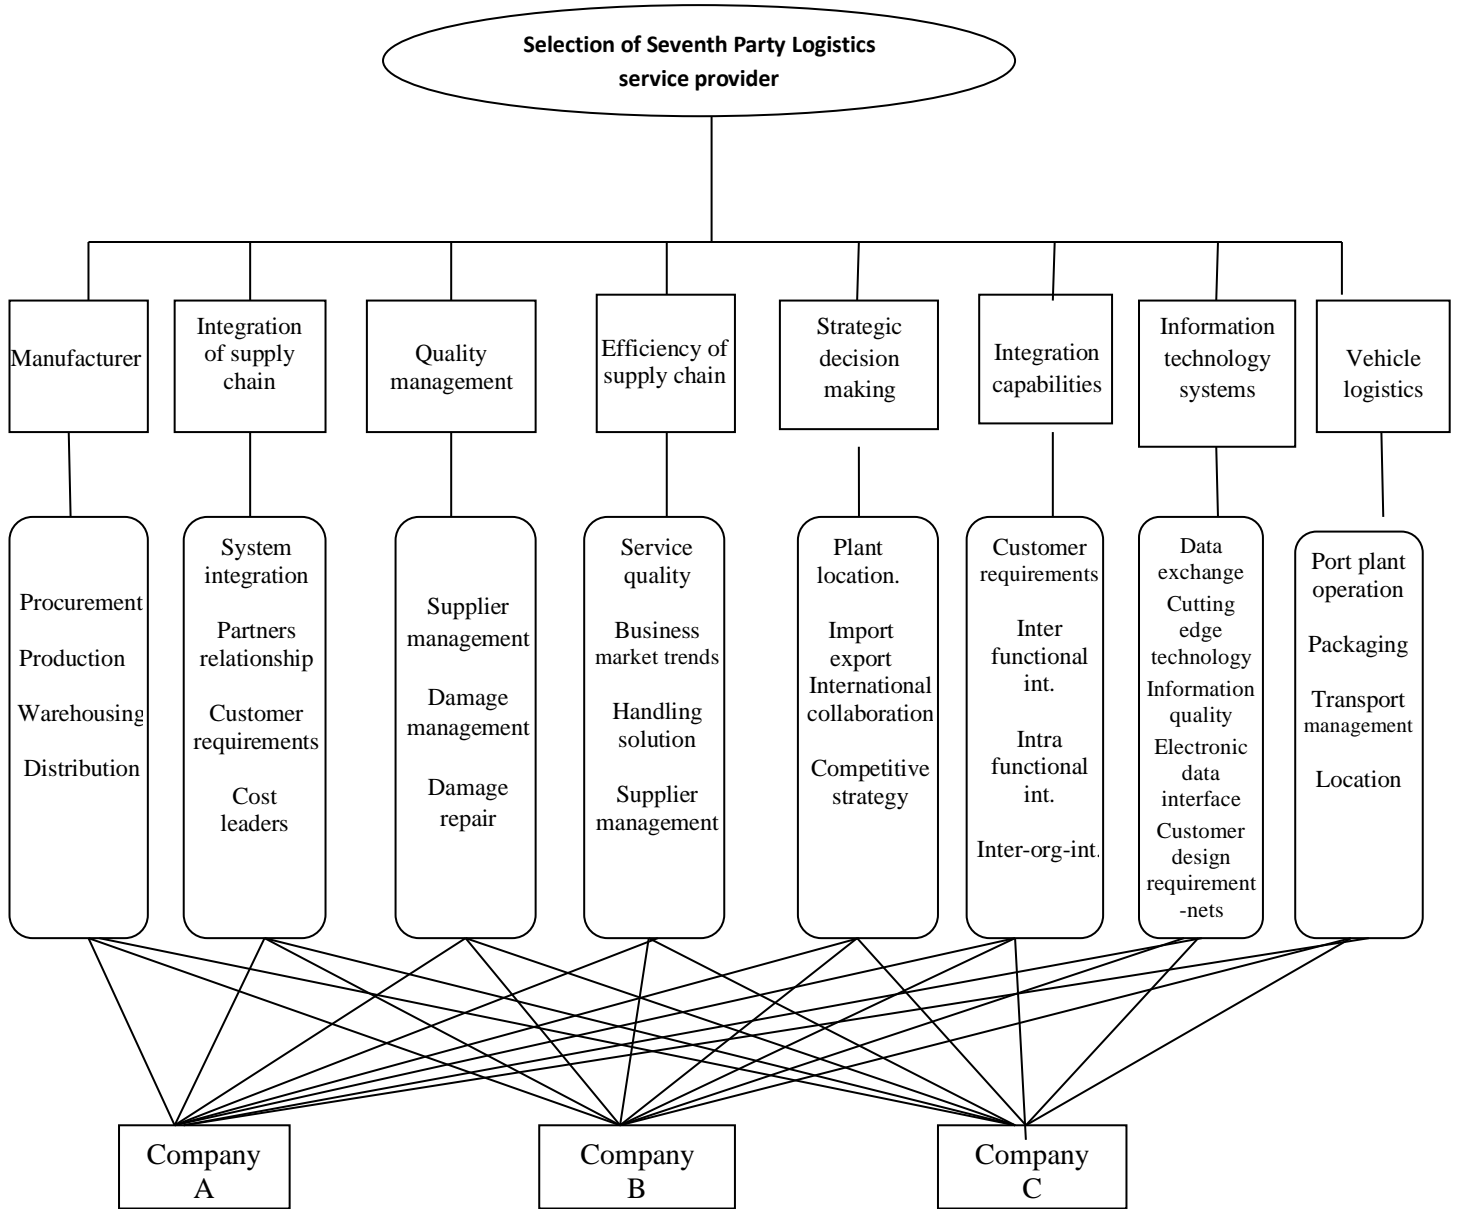 Selection of Seventh Party Logistics
service provider
Manufacturer
Integration
of supply
chain
Quality
management
Efficiency of
supply chain
Strategic
decision
making
Integration
capabilities
Information
technology
systems
Vehicle
logistics
Procurement
Production
Warehousing
Distribution
System
integration
Partners
relationship
Customer
requirements
Cost
leaders
Supplier
management
Damage
management
Damage
repair
Service
quality
Business
market trends
Handling
solution
Supplier
management
Plant
location.
Import
export
International
collaboration
Competitive
strategy
Customer
requirements
Inter
functional
int.
Intra
functional
int.
Inter-org-int.
Data
exchange
Cutting
edge
technology
Information
quality
Electronic
data
interface
Customer
design
requirement
-nets
Port plant
operation
Packaging
Transport
management
Location
Company
A
Company
B
Company
C